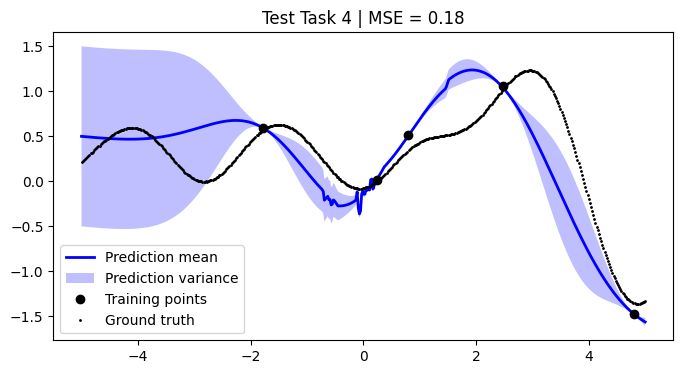 Test Task 4 | MSE = 0.18
1.5
1.0
0.5
0.0
−0.5
−1.0
−1.5
Prediction mean
Prediction variance
Training points
Ground truth
−4
−2
0
2
4